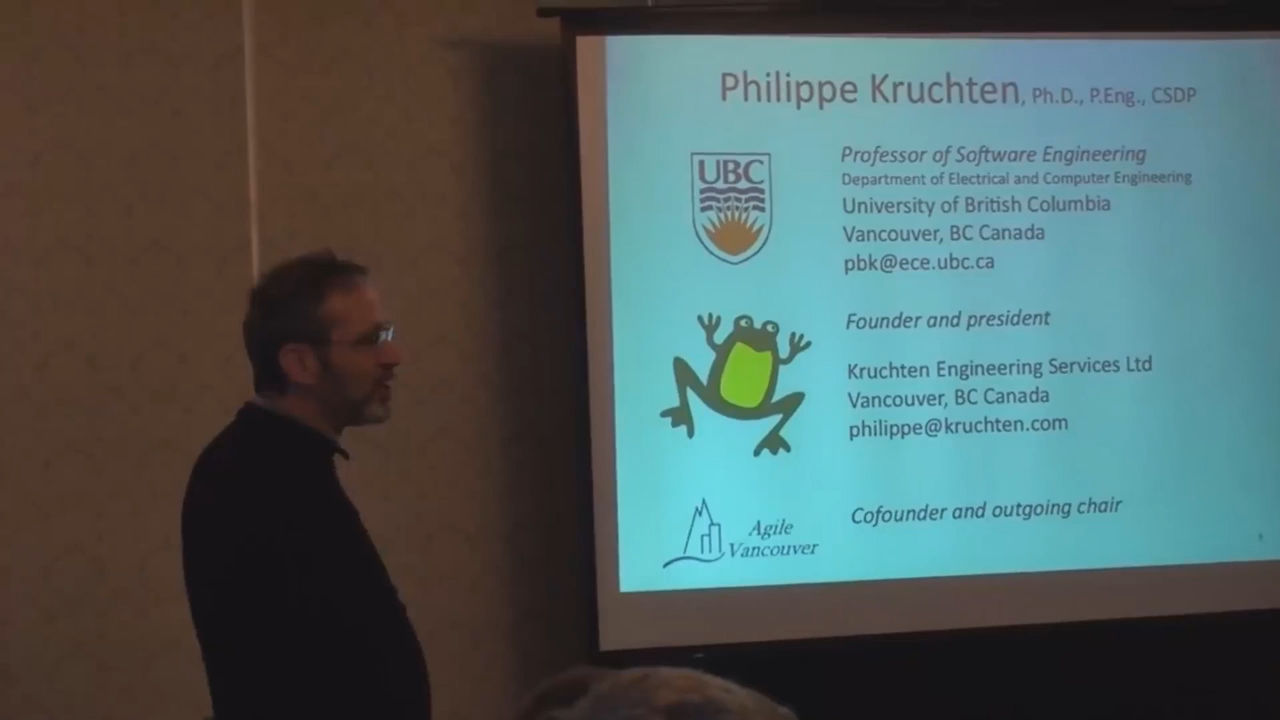 Philippe Kruchten, Ph.D., P.Eng., CSDP
UBC
Professor of Software Engineering
Department of Electrical and Computer Engineering
University of British Columbia
Vancouver, BC Canada
pbk@ece.ubc.ca
Founder and president
Kruchten Engineering Services Ltd
Vancouver, BC Canada
philippe@kruchten.com
Agile
Vancouver
Cofounder and outgoing chair